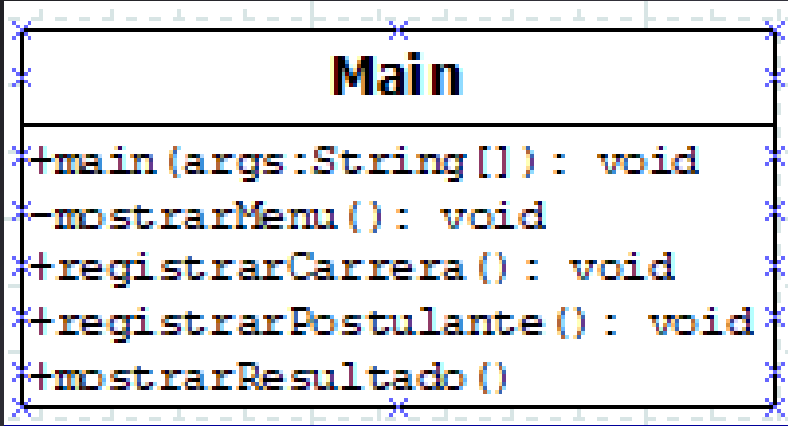 Main
+main(args:String[]): void
-mostrarMenu(): void
+registrarCarrera(): void
+registrarPostulante(): void
+mostrarResultado()